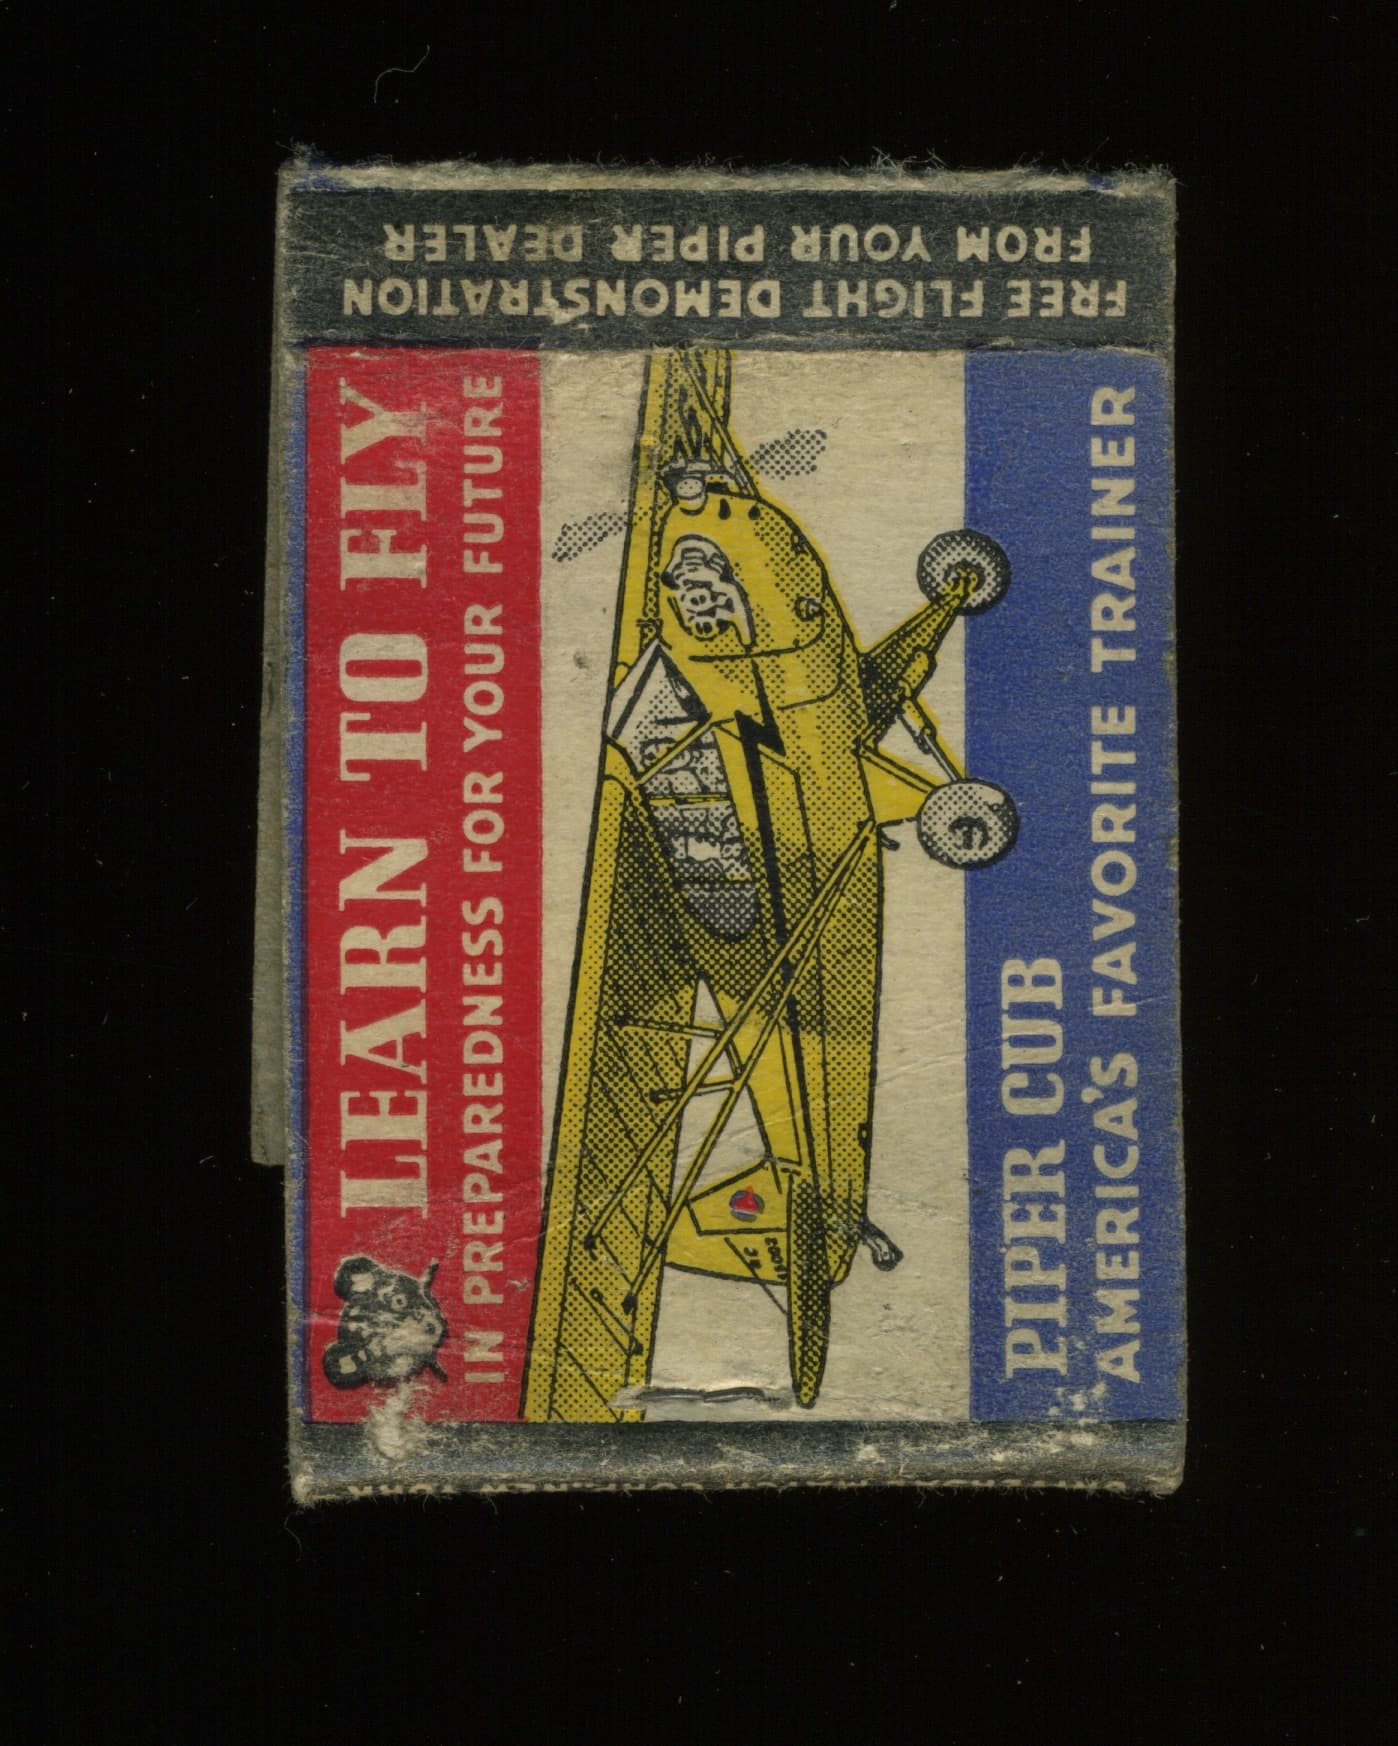 FREE FLIGHT DEMONSTRATION
FROM YOUR PIPER DEALER
LEARN TO FLY
IN PREPAREDNESS FOR YOUR FUTURE
PIPER CUB
AMERICA'S FAVORITE TRAINER